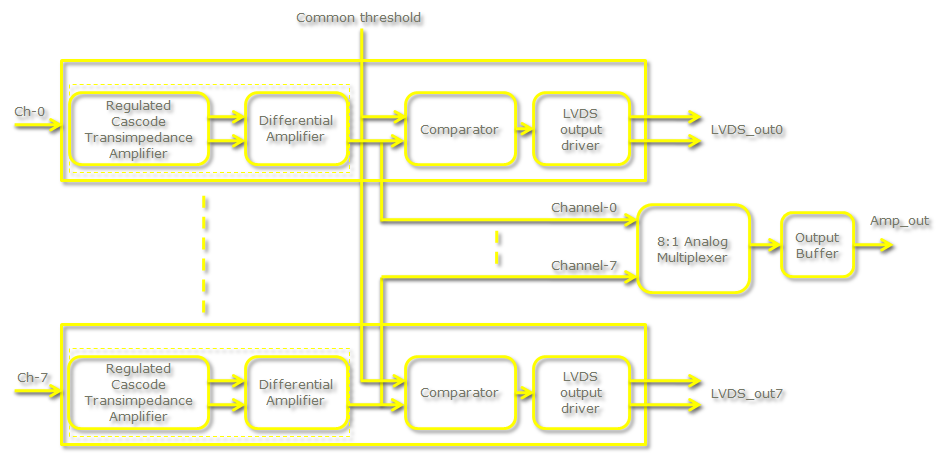 Common threshold
Ch-0
Regulated
Cascode
Transimpedance
Amplifier
Differential
Amplifier
Comparator
LVDS
output
driver
LVDS_out0
Channel-0
8:1 Analog
Multiplexer
Output
Buffer
Amp_out
Channel-7
Ch-7
Regulated
Cascode
Transimpedance
Amplifier
Differential
Amplifier
Comparator
LVDS
output
driver
LVDS_out7